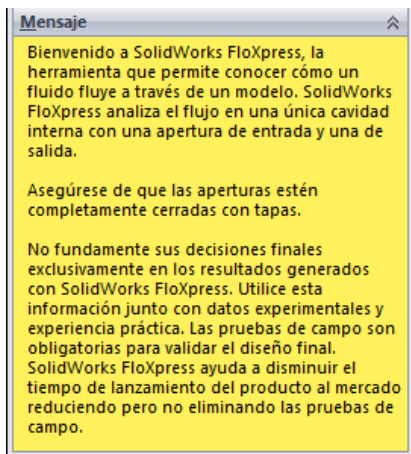 Mensaje
Bienvenido a SolidWorks FloXpress, la
herramienta que permite conocer cómo un
fluido fluye a través de un modelo. SolidWorks
FloXpress analiza el flujo en una única cavidad
interna con una apertura de entrada y una de
salida.
Asegúrese de que las aperturas estén
completamente cerradas con tapas.
No fundamente sus decisiones finales
exclusivamente en los resultados generados
con SolidWorks FloXpress. Utilice esta
información junto con datos experimentales y
experiencia práctica. Las pruebas de campo son
obligatorias para validar el diseño final.
SolidWorks FloXpress ayuda a disminuir el
tiempo de lanzamiento del producto al mercado
reduciendo pero no eliminando las pruebas de
campo.